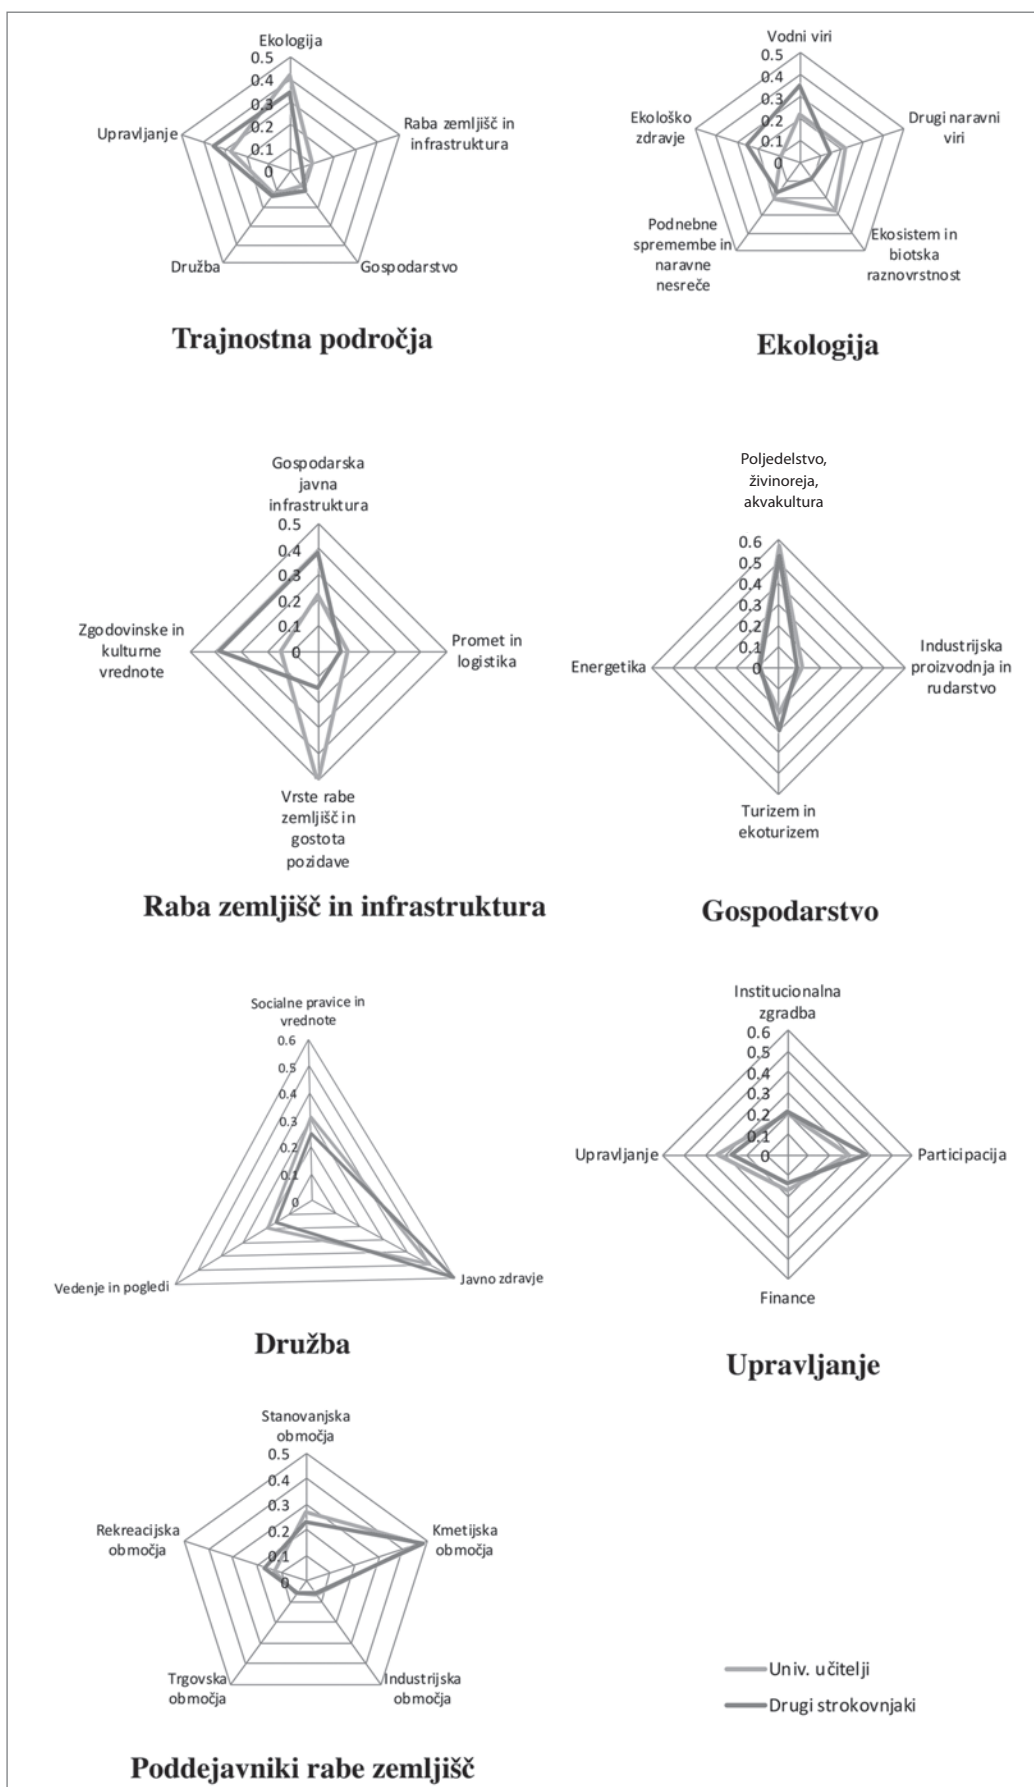 Ekologija
0.5
0.4
0.3
0.2
0.1
0
Upravljanje
Raba zemljišč in
infrastruktura
Družba
Gospodarstvo
Trajnostna področja
Vodni viri
0.5
0.4
0.3
0.2
0.1
0
Ekološko
zdravje
Drugi naravni
viri
Podnebne
spremembe in
naravne
nesreče
Ekosistem in
biotska
raznovrstnost
Ekologija
Gospodarska
javna
infrastruktura
0.5
0.4
0.3
0.2
0.1
0
Zgodovinske in
kulturne
vrednote
Promet in
logistika
Vrste rabe
zemljišč in
gostota
pozidave
Raba zemljišč in infrastruktura
Poljedelstvo,
živinoreja,
akvakultura
0.6
0.5
0.4
0.3
0.2
0.1
0
Energetika
Industrijska
proizvodnja in
rudarstvo
Turizem in
ekoturizem
Gospodarstvo
Socialne pravice in
vrednote
0.6
0.5
0.4
0.3
0.2
0.1
0
Vedenje in pogledi
Javno zdravje
Družba
Institucionalna
zgradba
0.6
0.5
0.4
0.3
0.2
0.1
0
Upravljanje
Participacija
Finance
Upravljanje
Stanovanjska
območja
0.5
0.4
0.3
0.2
0.1
0
Rekreacijska
območja
Kmetijska
območja
Trgovska
območja
Industrijska
območja
Poddejavniki rabe zemljišč
Univ. učitelji
Drugi strokovnjaki